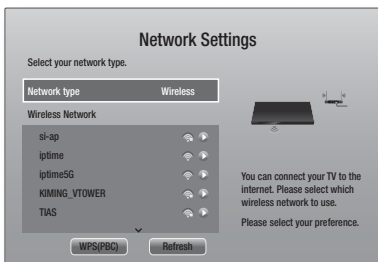 Network Settings
Select your network type.
Network type Wireless
Wireless Network
si-ap
iptime
iptime5G
KIMING_VTOWER
TIAS
WPS(PBC) Refresh
You can connect your TV to the
internet. Please select which
wireless network to use.
Please select your preference.